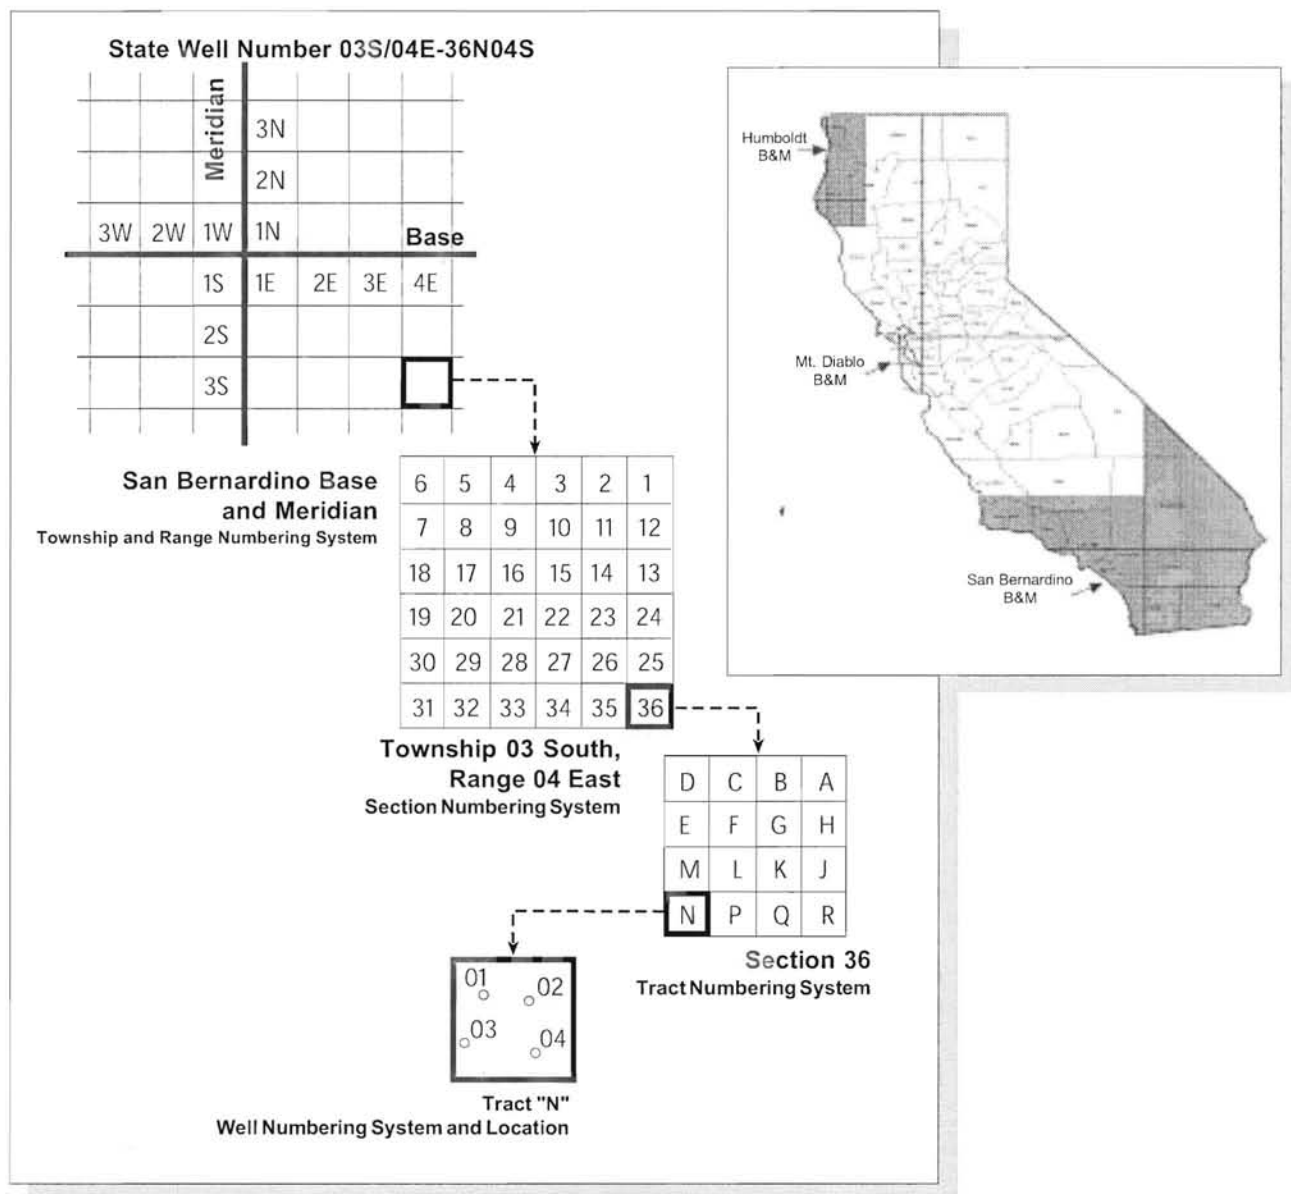 State Well Number 03S/04E-36N04S
Meridian
3N
2N
3W 2W 1W 1N Base
1S 1E 2E 3E 4E
2S
3S
San Bernardino Base
and Meridian
Township and Range Numbering System
6 5 4 3 2 1
7 8 9 10 11 12
18 17 16 15 14 13
19 20 21 22 23 24
30 29 28 27 26 25
31 32 33 34 35 36
Township 03 South,
Range 04 East
Section Numbering System
D C B A
E F G H
M L K J
N P Q R
Section 36
Tract Numbering System
01 02
03 04
Tract "N"
Well Numbering System and Location
Humboldt
B&M
Mt. Diablo
B&M
San Bernardino
B&M